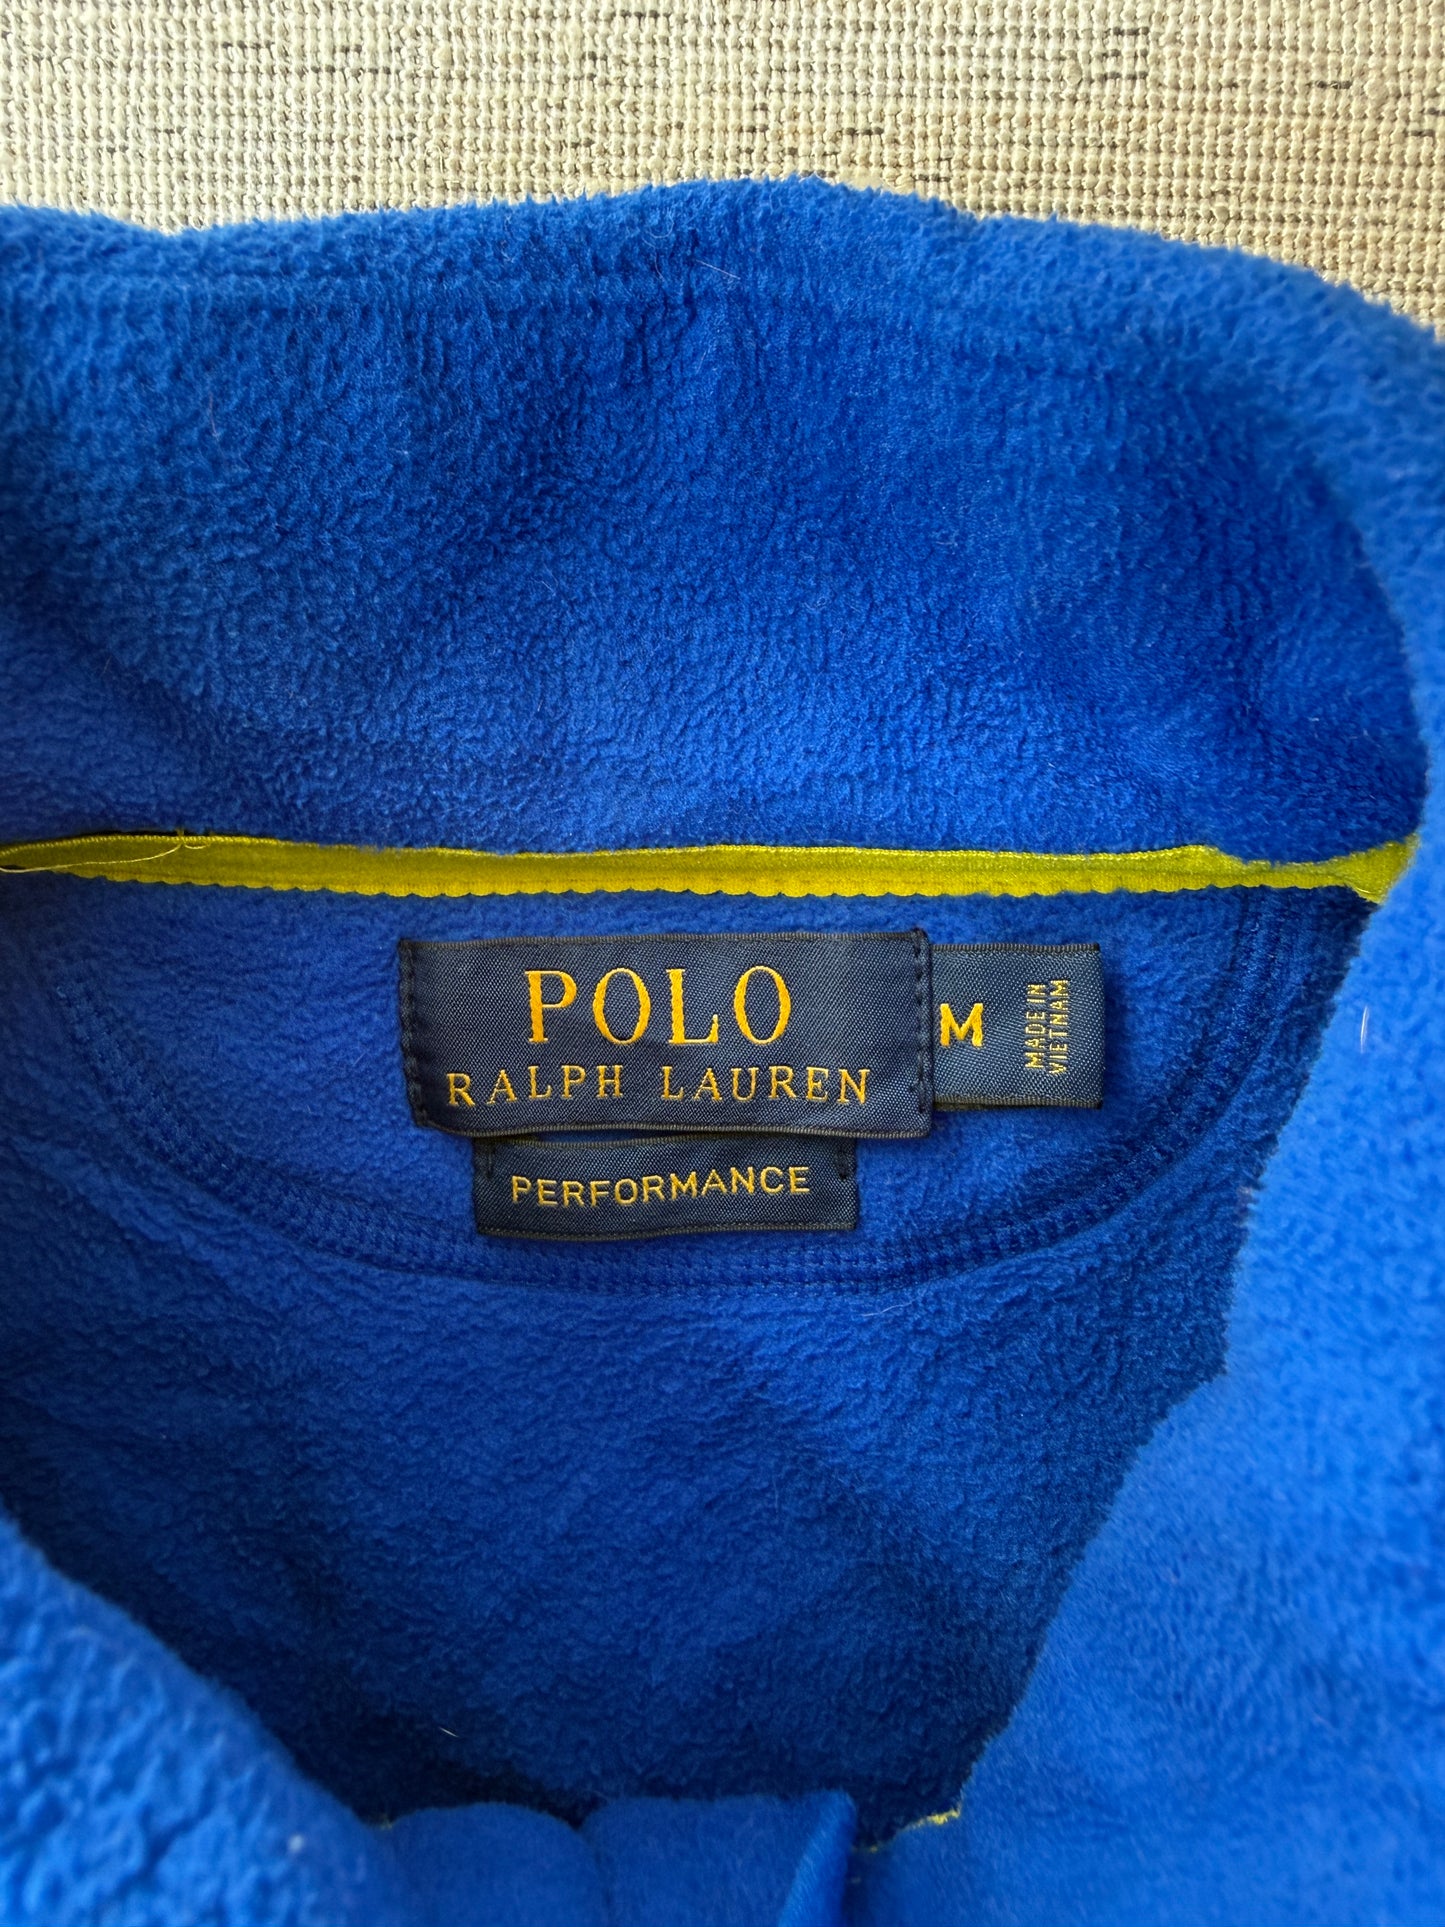 POLO
RALPH LAUREN
M
MADE IN
VIETNAM
PERFORMANCE